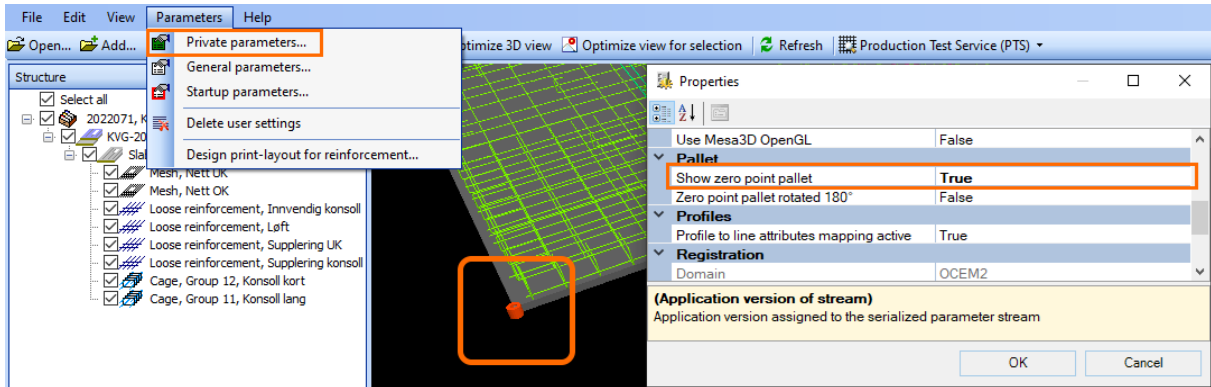 File Edit View Parameters Help
Open... Add... ptimize 3D view Optimize view for selection Refresh Production Test Service (PTS)
Private parameters...
General parameters...
Startup parameters...
Delete user settings
Design print-layout for reinforcement...
Structure
Select all
2022071, K
KVG-20
Sla
Mesh, Nett UK
Mesh, Nett OK
Loose reinforcement, Innvendig konsoll
Loose reinforcement, Løft
Loose reinforcement, Supplering UK
Loose reinforcement, Supplering konsoll
Cage, Group 12, Konsoll kort
Cage, Group 11, Konsoll lang
Properties
Use Mesa3D OpenGL False
Pallet
Show zero point pallet True
Zero point pallet rotated 180° False
Profiles
Profile to line attributes mapping active True
Registration
Domain OCEM2
(Application version of stream)
Application version assigned to the serialized parameter stream
OK Cancel